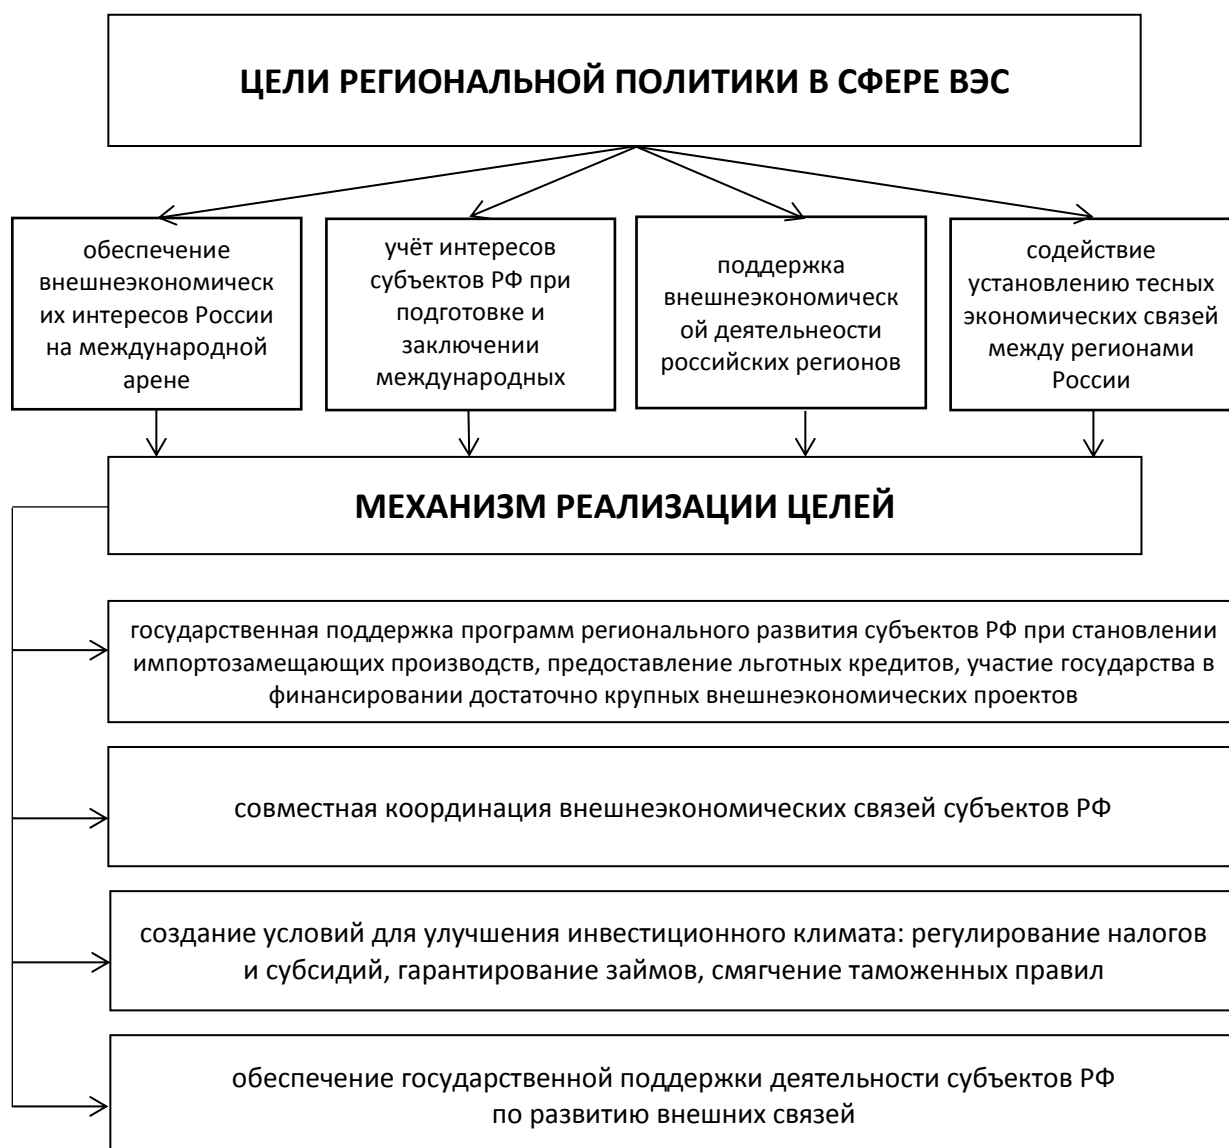 ЦЕЛИ РЕГИОНАЛЬНОЙ ПОЛИТИКИ В СФЕРЕ ВЭС
обеспечение
внешнеэкономическ
их интересов России
на международной
арене
учёт интересов
субъектов РФ при
подготовке и
заключении
международных
поддержка
внешнеэкономическ
ой деятельнеости
российских регионов
содействие
установлению тесных
экономических связей
между регионами
России
МЕХАНИЗМ РЕАЛИЗАЦИИ ЦЕЛЕЙ
государственная поддержка программ регионального развития субъектов РФ при становлении
импортозамещающих производств, предоставление льготных кредитов, участие государства в
финансировании достаточно крупных внешнеэкономических проектов
совместная координация внешнеэкономических связей субъектов РФ
создание условий для улучшения инвестиционного климата: регулирование налогов
и субсидий, гарантирование займов, смягчение таможенных правил
обеспечение государственной поддержки деятельности субъектов РФ
по развитию внешних связей